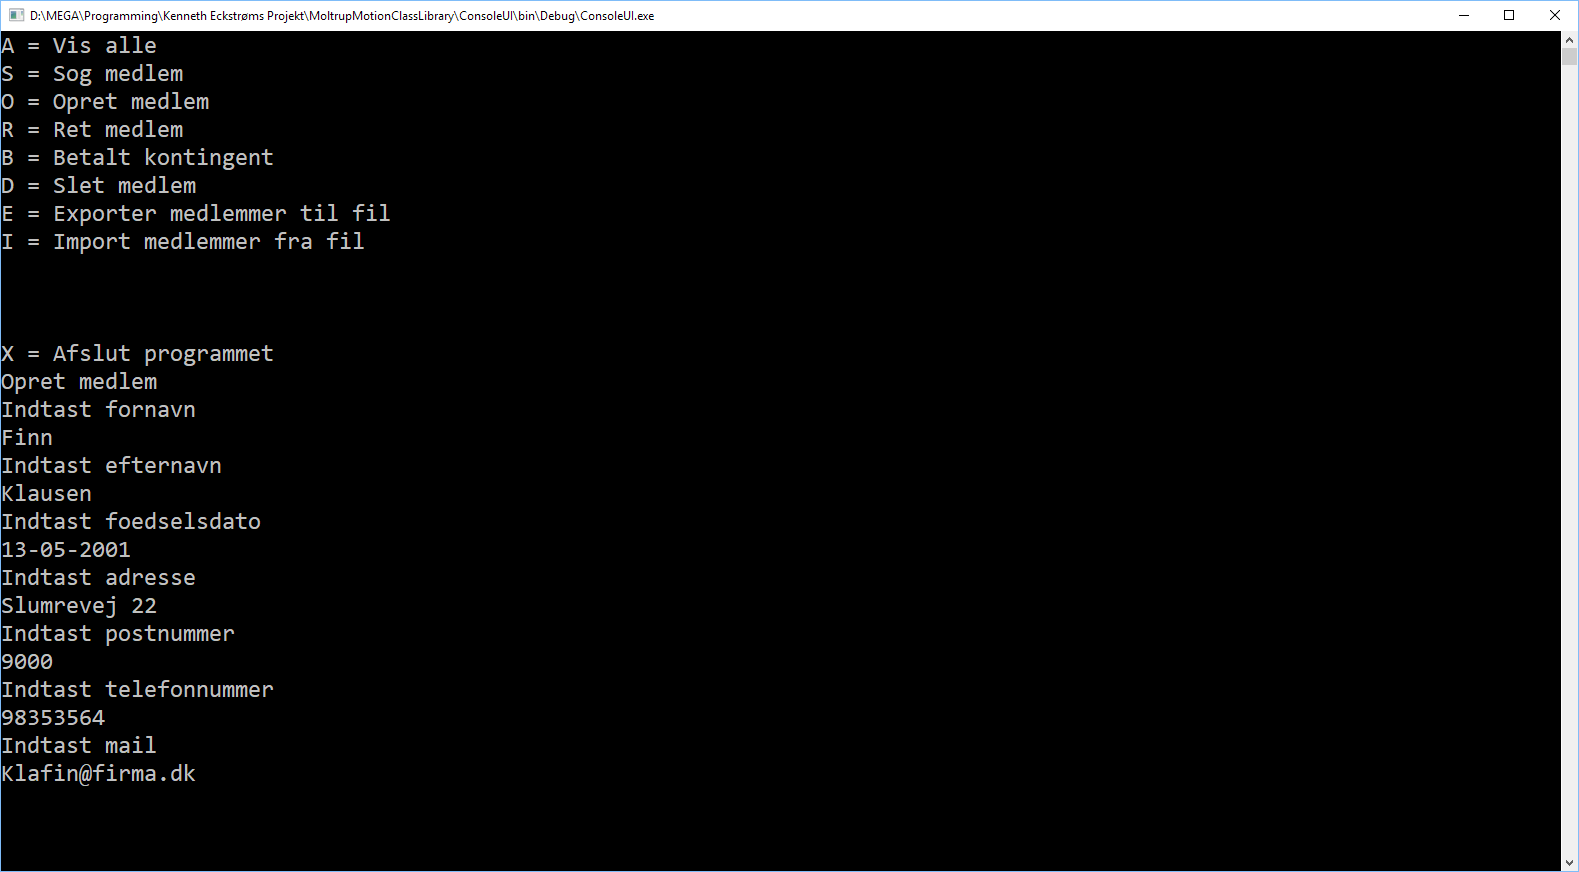 D:\MEGA\Programming\Kenneth Eckstrøms Projekt\MoltrupMotionClassLibrary\ConsoleUI\bin\Debug\ConsoleUI.exe
A = Vis alle
S = Sog medlem
O = Opret medlem
R = Ret medlem
B = Betalt kontingent
D = Slet medlem
E = Exporter medlemmer til fil
I = Import medlemmer fra fil
X = Afslut programmet
Opret medlem
Indtast fornavn
Finn
Indtast efternavn
Klausen
Indtast foedselsdato
13-05-2001
Indtast adresse
Slumrevej 22
Indtast postnummer
9000
Indtast telefonnummer
98353564
Indtast mail
Klafin@firma.dk